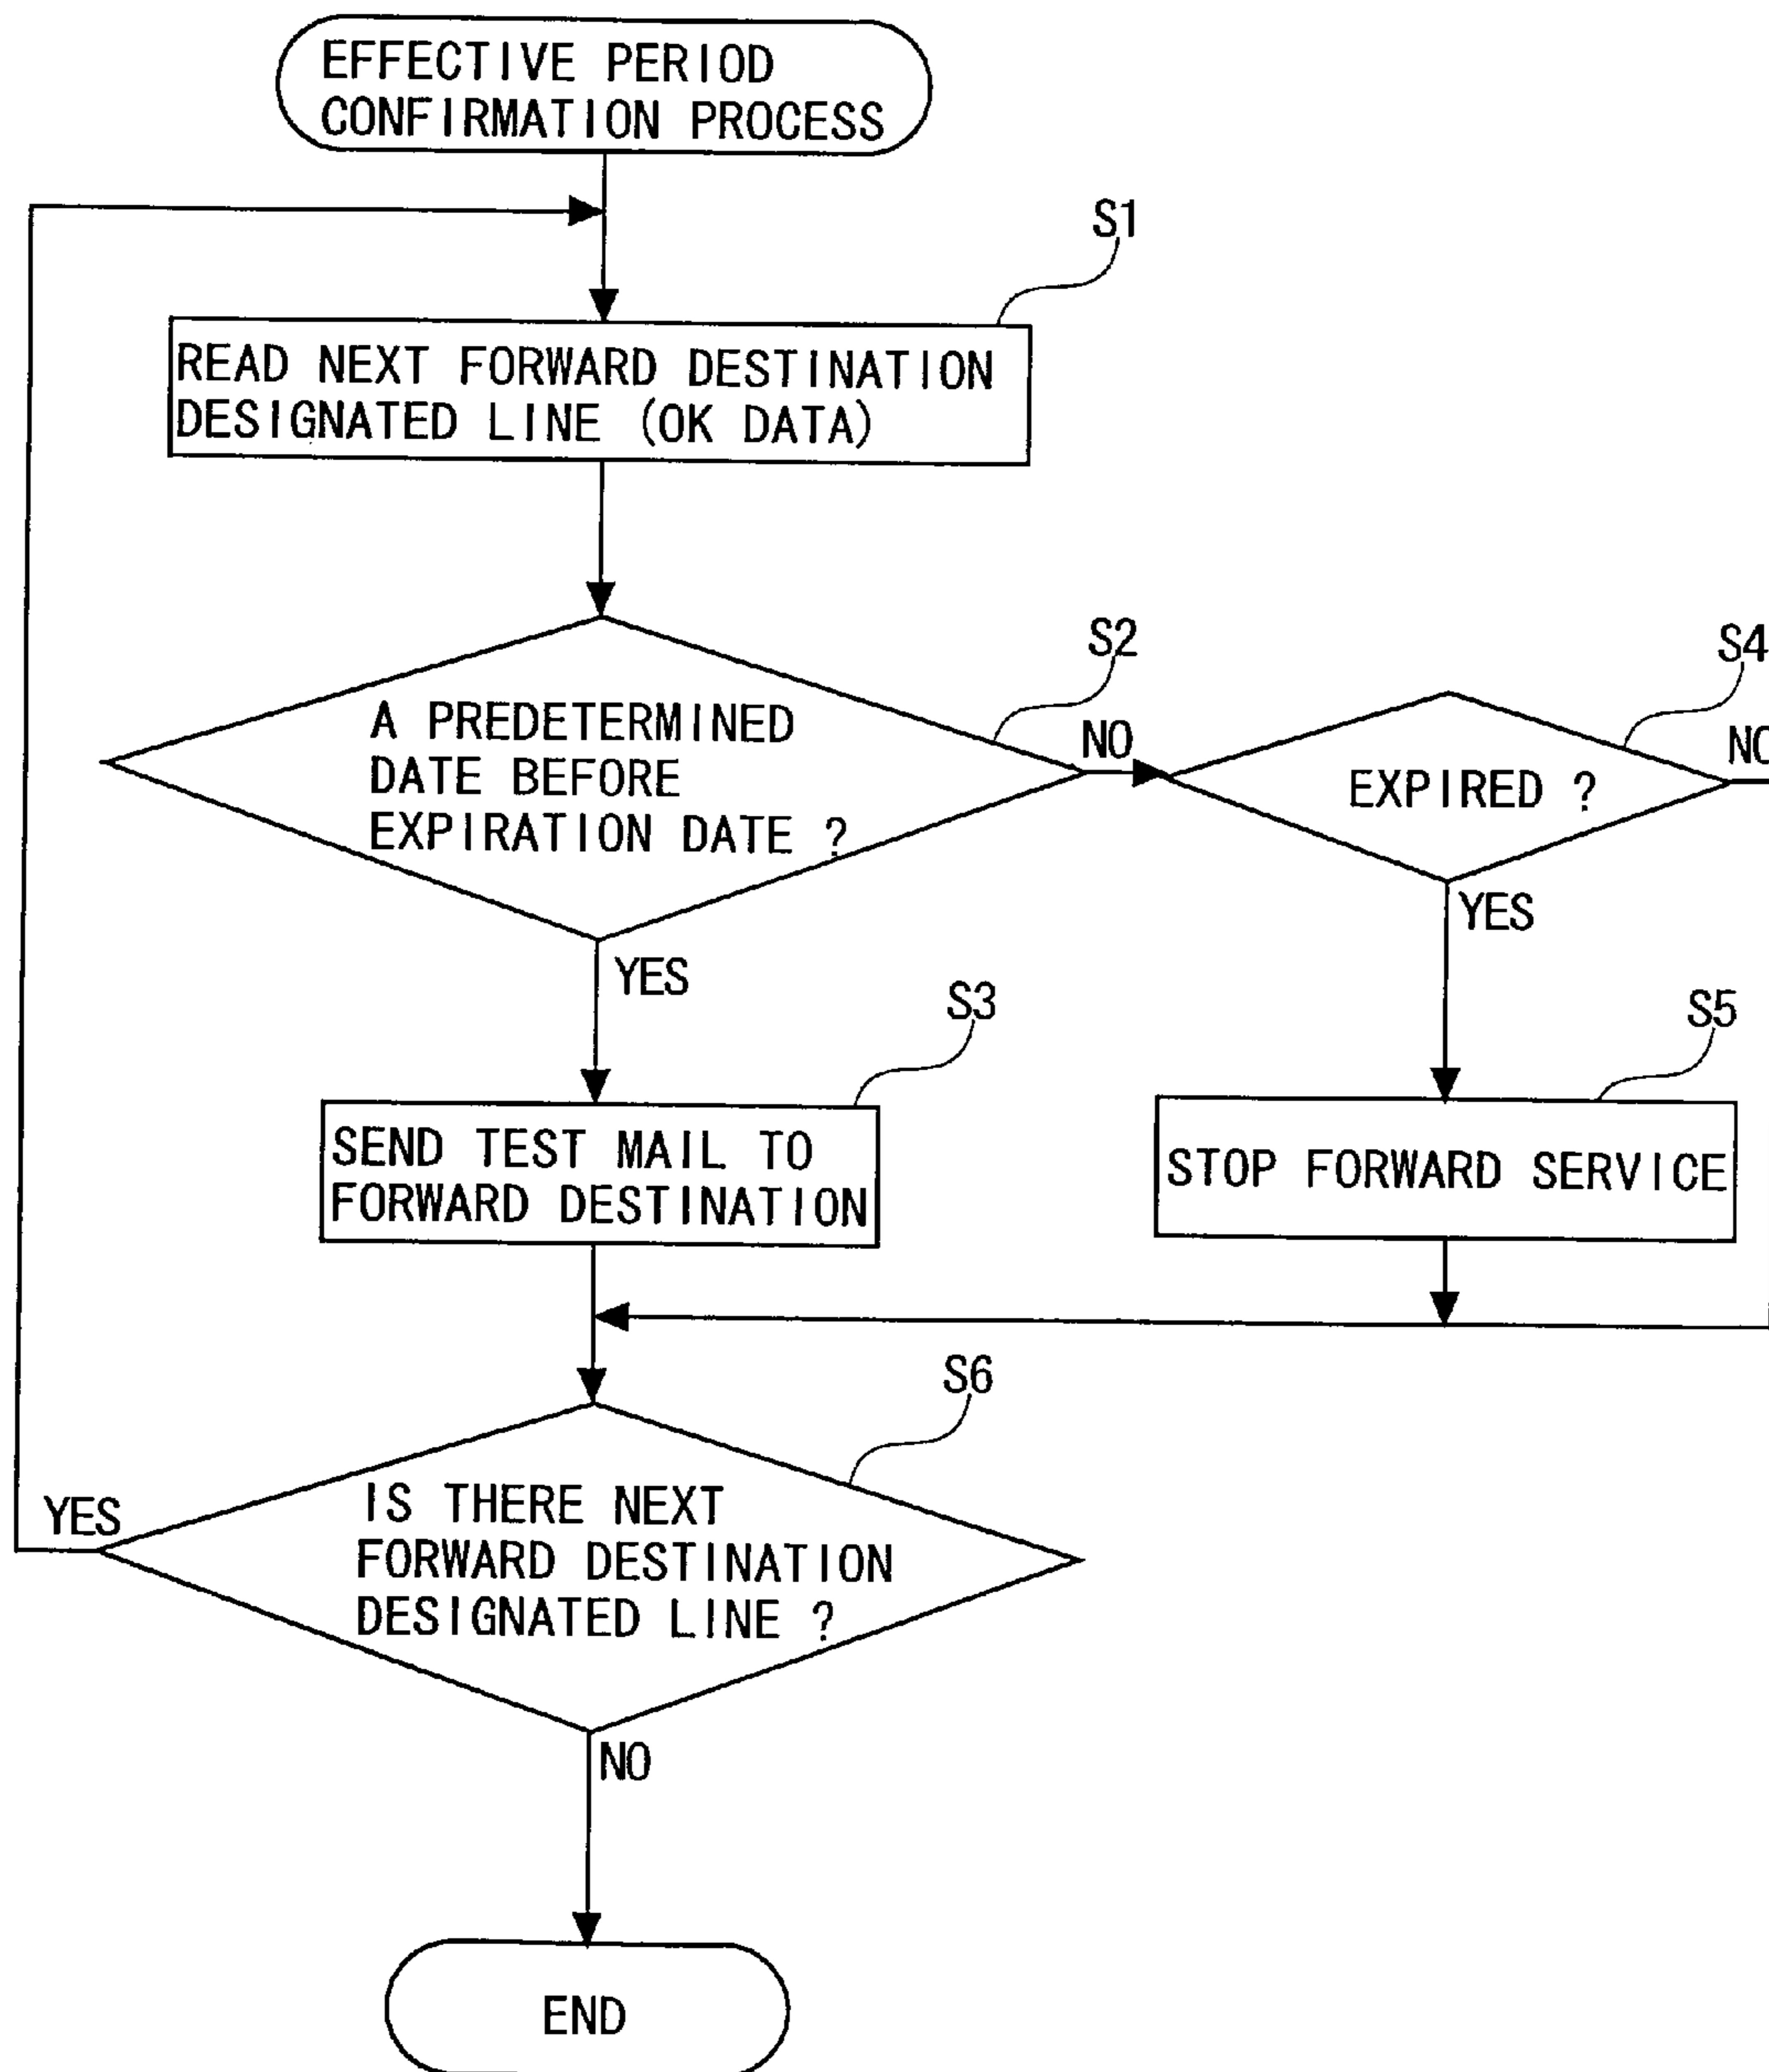 EFFECTIVE PERIOD
CONFIRMATION PROCESS
S1
READ NEXT FORWARD DESTINATION
DESIGNATED LINE (OK DATA)
S2
A PREDETERMINED
DATE BEFORE
EXPIRATION DATE ?
NO
S4
EXPIRED ?
NO
YES
YES
S3
SEND TEST MAIL TO
FORWARD DESTINATION
S5
STOP FORWARD SERVICE
S6
IS THERE NEXT
FORWARD DESTINATION
DESIGNATED LINE ?
YES
NO
END